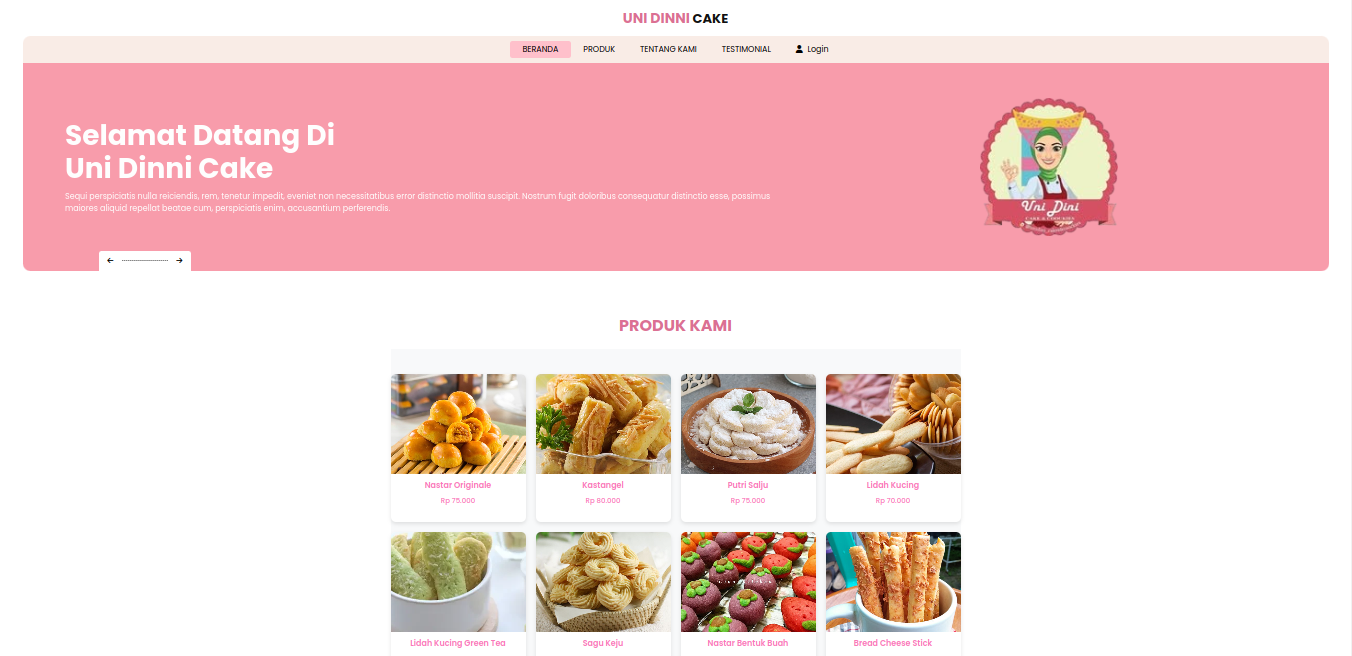 UNI DINNI CAKE
BERANDA PRODUK TENTANG KAMI TESTIMONIAL Login
Selamat Datang Di
Uni Dinni Cake
Sequi perspiciatis nulla reiciendis, rem, tenetur impedit, eveniet non necessitatibus error distinctio mollitia suscipit. Nostrum fugit doloribus consequatur distinctio esse, possimus
maiores aliquid repellat beatae cum, perspiciatis enim, accusantium perferendis.
Uni Dini
CAKE & COOKIES
PRODUK KAMI
Nastar Originale Kastangel Putri Salju Lidah Kucing
Rp 75.000 Rp 80.000 Rp 75.000 Rp 70.000
Lidah Kucing Green Tea Sagu Keju Nastar Bentuk Buah Bread Cheese Stick